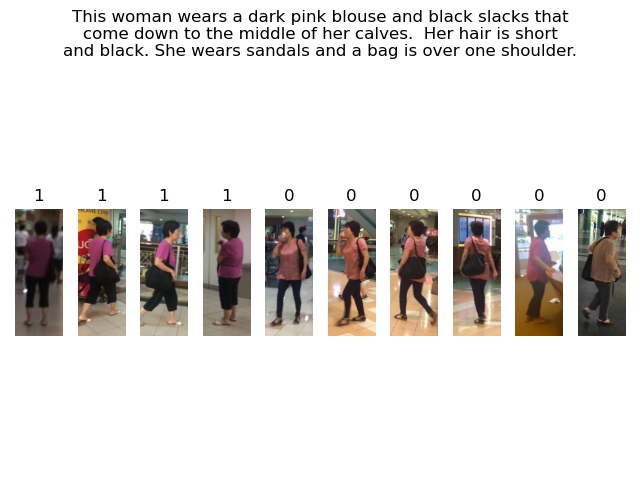 This woman wears a dark pink blouse and black slacks that
come down to the middle of her calves.  Her hair is short
and black. She wears sandals and a bag is over one shoulder.
1 1 1 1 0 0 0 0 0 0